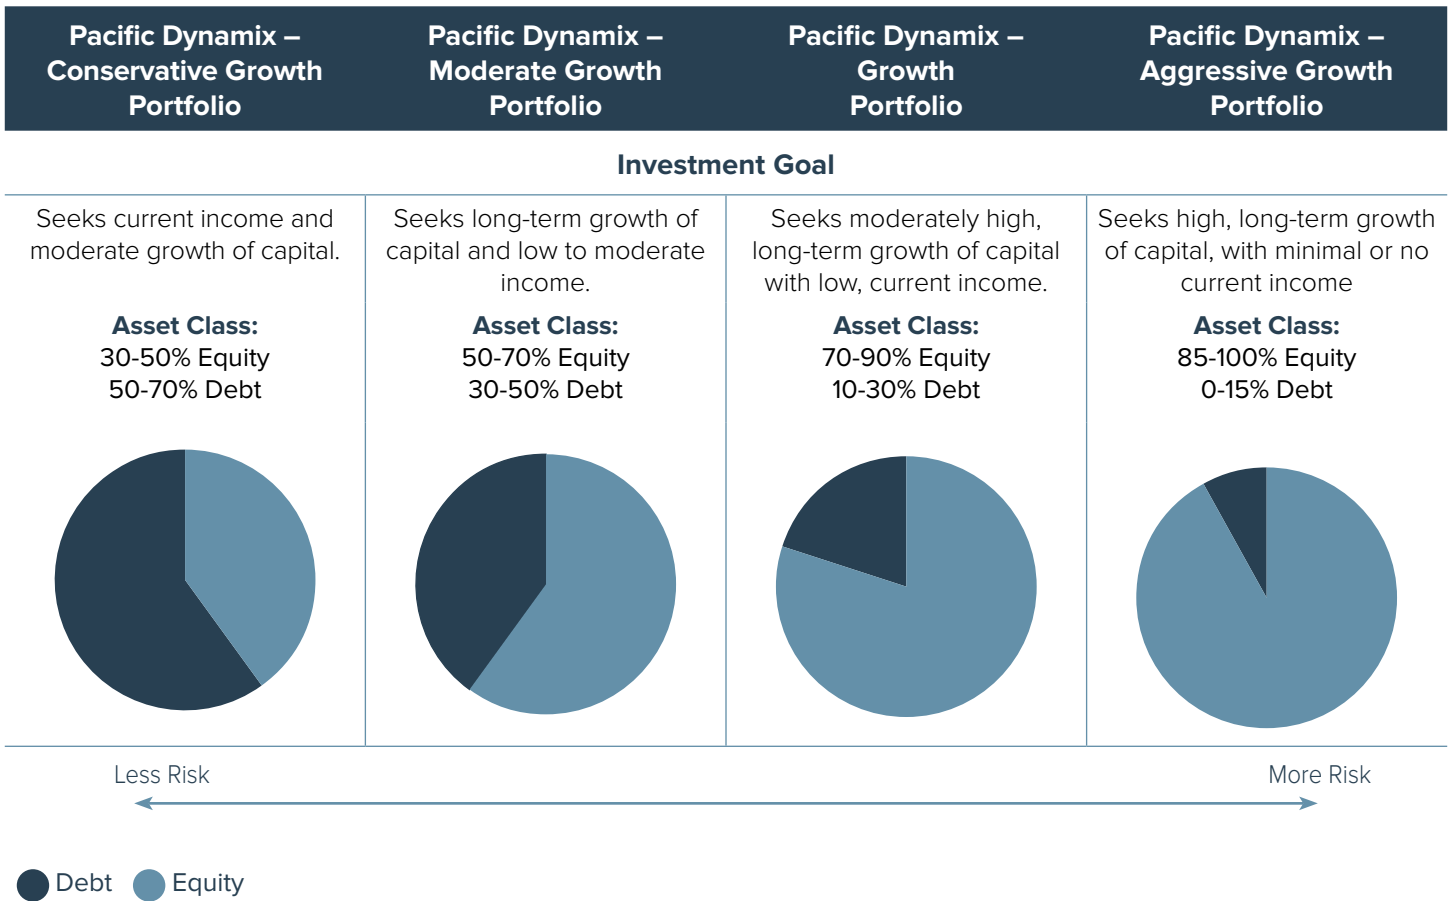 Pacific Dynamix –
Conservative Growth
Portfolio
Pacific Dynamix –
Moderate Growth
Portfolio
Pacific Dynamix –
Growth
Portfolio
Pacific Dynamix –
Aggressive Growth
Portfolio
Investment Goal
Seeks current income and
moderate growth of capital.
Asset Class:
30-50% Equity
50-70% Debt
Seeks long-term growth of
capital and low to moderate
income.
Asset Class:
50-70% Equity
30-50% Debt
Seeks moderately high,
long-term growth of capital
with low, current income.
Asset Class:
70-90% Equity
10-30% Debt
Seeks high, long-term growth
of capital, with minimal or no
current income
Asset Class:
85-100% Equity
0-15% Debt
Less Risk
More Risk
Debt
Equity